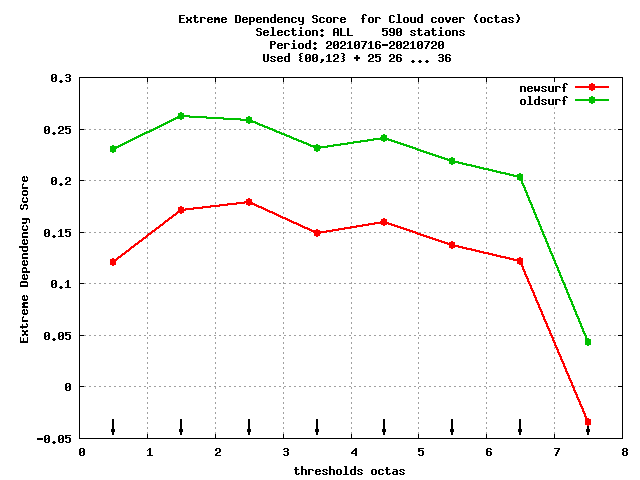 Extreme Dependency Score  for Cloud cover (octas)
Selection: ALL    590 stations
Period: 20210716-20210720
Used {00,12} + 25 26 ... 36
newsurf
oldsurf
0.3
0.25
0.2
0.15
0.1
0.05
0
-0.05
Extreme Dependency Score
0 1 2 3 4 5 6 7 8
thresholds octas